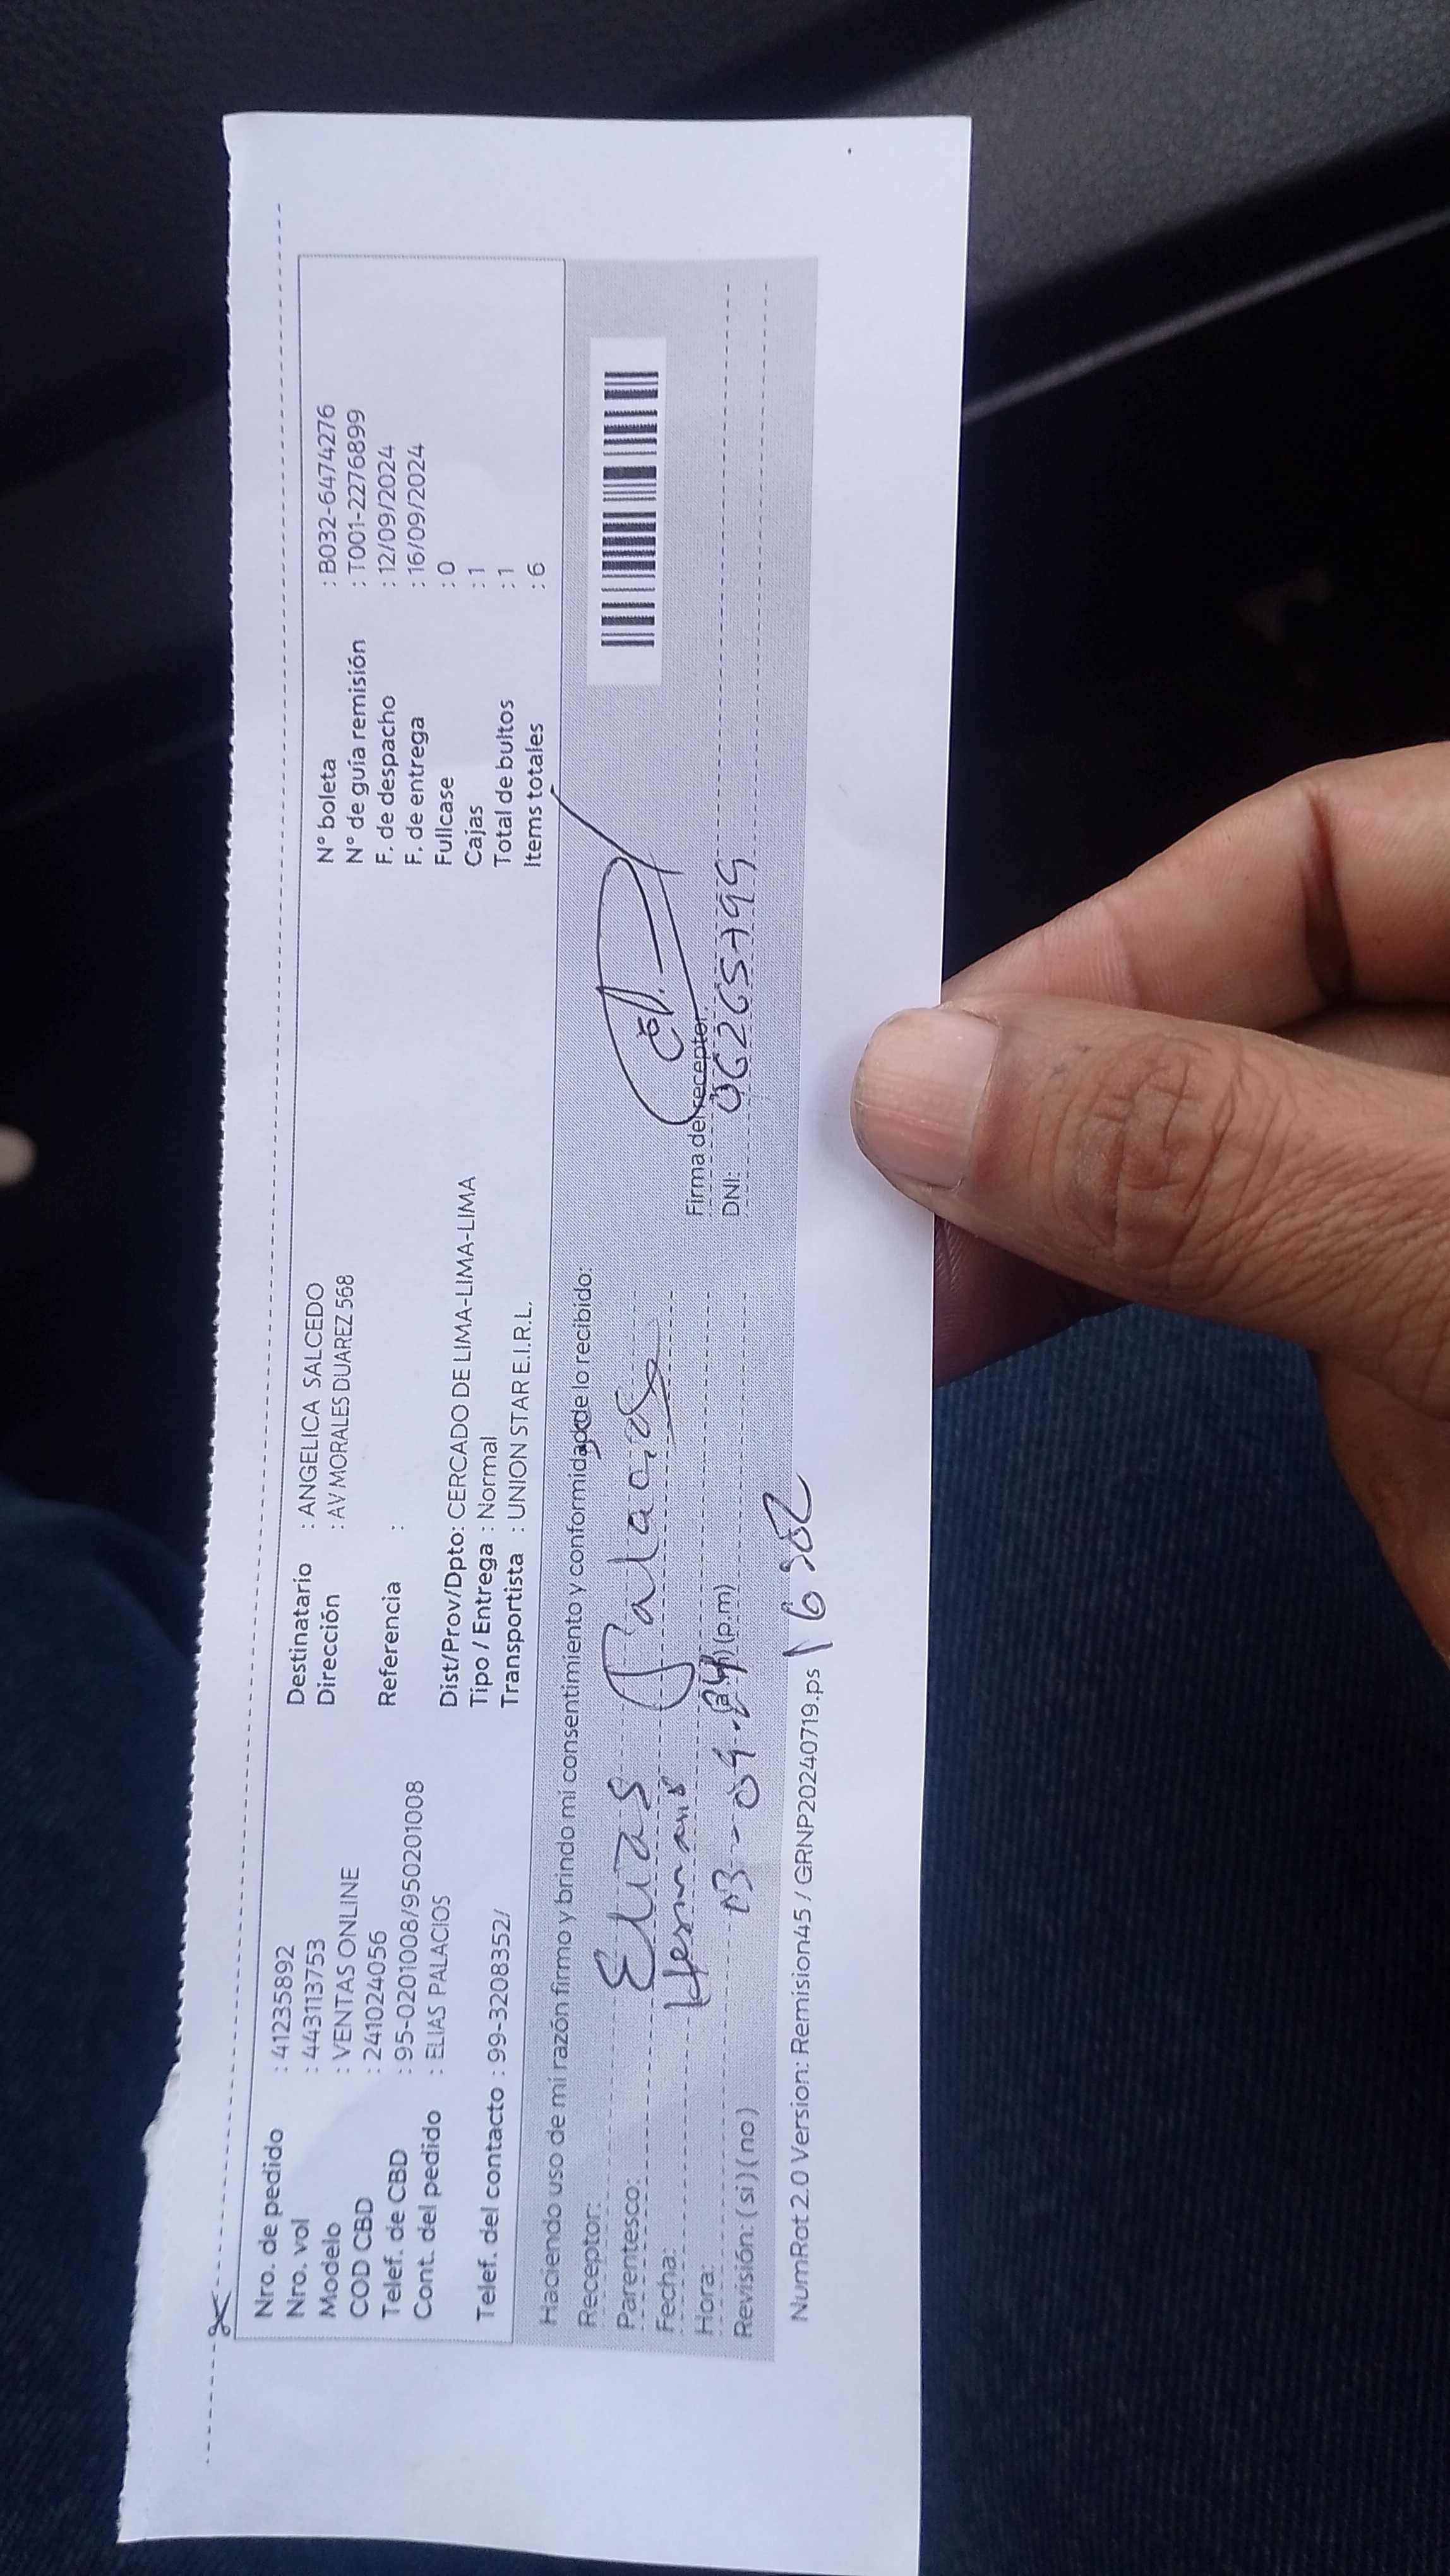 Nro. de pedido : 41235892
Nro. vol : 443113753
Modelo : VENTAS ONLINE
COD CBD : 241024056
Telef. de CBD : 95-0201008/950201008
Cont. del pedido : ELIAS PALACIOS
Telef. del contacto : 99-3208352/
Destinatario : ANGELICA SALCEDO
Dirección : AV MORALES DUAREZ 568
Referencia :
Dist/Prov/Dpto: CERCADO DE LIMA-LIMA-LIMA
Tipo / Entrega : Normal
Transportista : UNION STAR E.I.R.L.
N° boleta : B032-6474276
N° de guía remisión : T001-2276899
F. de despacho : 12/09/2024
F. de entrega : 16/09/2024
Fullcase : 0
Cajas : 1
Total de bultos : 1
Items totales : 6
Haciendo uso de mi razón firmo y brindo mi consentimiento y conformidad de lo recibido:
Receptor: Elias Palacios
Parentesco: Hermano
Fecha: 13-09-24
Hora: (p.m)
Revisión: ( si ) ( no )
Firma del receptor:
DNI:
NumRot 2.0 Version: Remision45 / GRNP20240719.ps